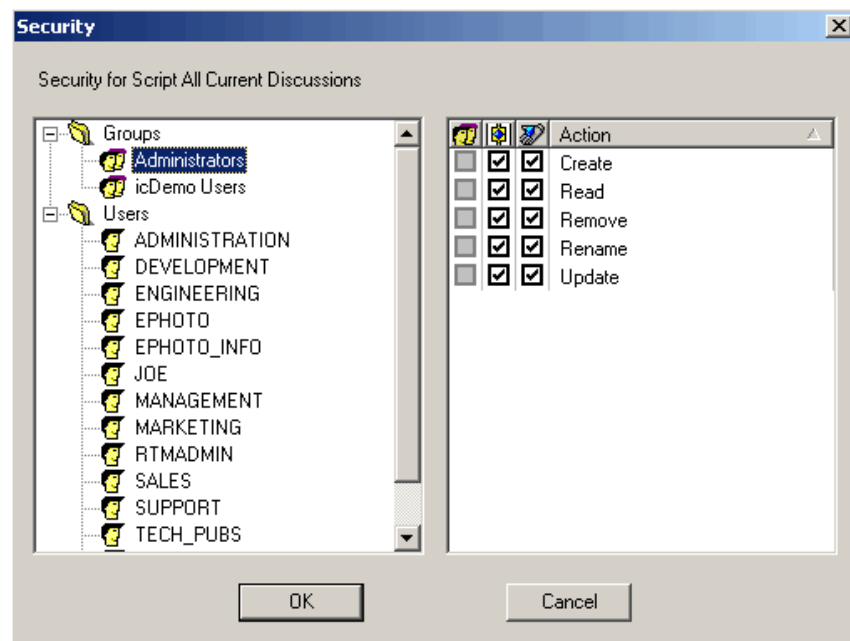 Security
Security for Script All Current Discussions
Groups
Administrators
icDemo Users
Users
ADMINISTRATION
DEVELOPMENT
ENGINEERING
EPHOTO
EPHOTO_INFO
JOE
MANAGEMENT
MARKETING
RTMADMIN
SALES
SUPPORT
TECH_PUBS
Action
Create
Read
Remove
Rename
Update
OK
Cancel